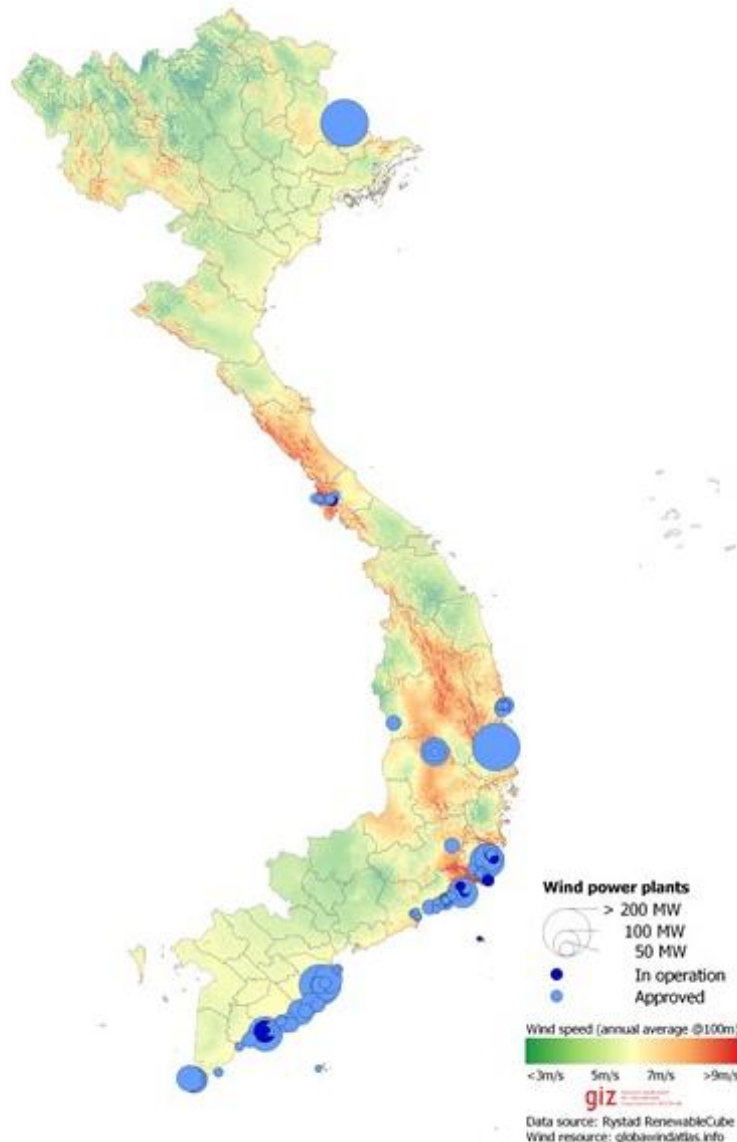 Wind power plants
> 200 MW
100 MW
50 MW
In operation
Approved
Wind speed (annual average @100m)
<3m/s 5m/s 7m/s >9m/s
giz
Data source: Rystad RenewableCube
Wind resource: globawindatlas.info